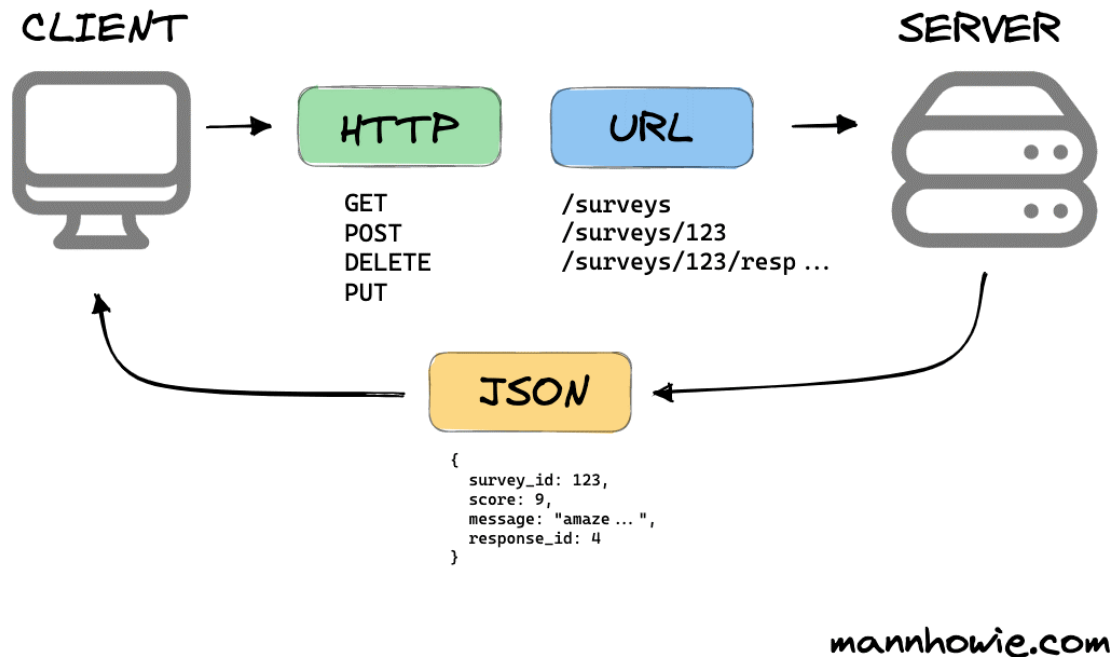 CLIENT
SERVER
HTTP
URL
GET
POST
DELETE
PUT
/surveys
/surveys/123
/surveys/123/resp...
JSON
{
survey_id: 123,
score: 9,
message: "amaze...",
response_id: 4
}
mannhowie.com